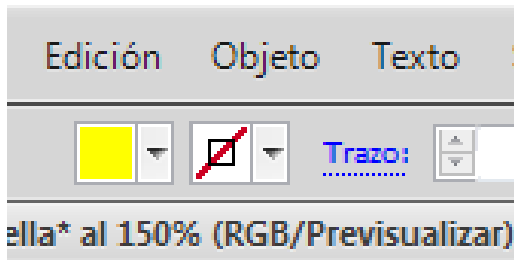 Edición Objeto Texto
Trazo:
ella* al 150% (RGB/Previsualizar)